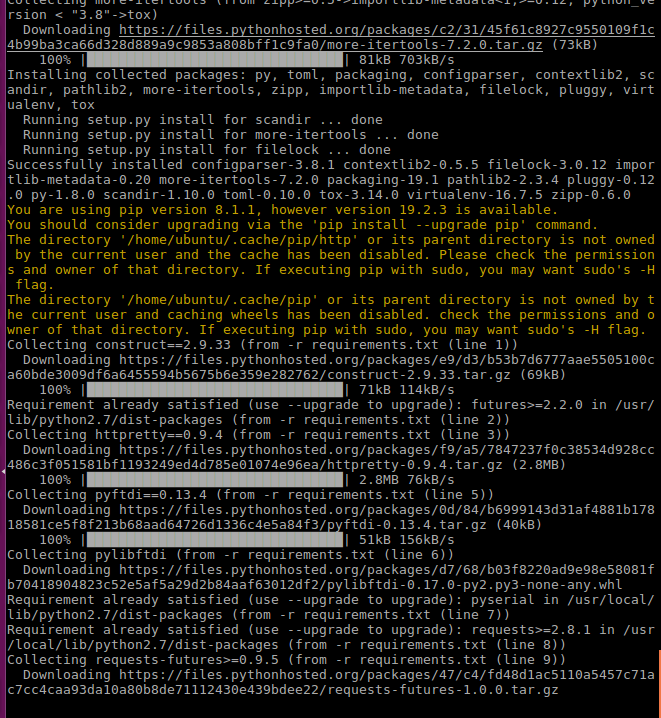 Collecting more-itertools (from zipp>=0.5->importlib-metadata<1,>=0.12; python_ve
rsion < "3.8"->tox)
  Downloading https://files.pythonhosted.org/packages/c2/31/45f61c8927c9550109f1c
4b99ba3ca66d328d889a9c9853a808bff1c9fa0/more-itertools-7.2.0.tar.gz (73kB)
    100% |████████████████████████████████| 81kB 703kB/s
Installing collected packages: py, toml, packaging, configparser, contextlib2, sc
andir, pathlib2, more-itertools, zipp, importlib-metadata, filelock, pluggy, virt
ualenv, tox
  Running setup.py install for scandir ... done
  Running setup.py install for more-itertools ... done
  Running setup.py install for filelock ... done
Successfully installed configparser-3.8.1 contextlib2-0.5.5 filelock-3.0.12 impor
tlib-metadata-0.20 more-itertools-7.2.0 packaging-19.1 pathlib2-2.3.4 pluggy-0.12
.0 py-1.8.0 scandir-1.10.0 toml-0.10.0 tox-3.14.0 virtualenv-16.7.5 zipp-0.6.0
You are using pip version 8.1.1, however version 19.2.3 is available.
You should consider upgrading via the 'pip install --upgrade pip' command.
The directory '/home/ubuntu/.cache/pip/http' or its parent directory is not owned
 by the current user and the cache has been disabled. Please check the permission
s and owner of that directory. If executing pip with sudo, you may want sudo's -H
 flag.
The directory '/home/ubuntu/.cache/pip' or its parent directory is not owned by t
he current user and caching wheels has been disabled. check the permissions and o
wner of that directory. If executing pip with sudo, you may want sudo's -H flag.
Collecting construct==2.9.33 (from -r requirements.txt (line 1))
  Downloading https://files.pythonhosted.org/packages/e9/d3/b53b7d6777aae5505100c
a60bde3009df6a6455594b5675b6e359e282762/construct-2.9.33.tar.gz (69kB)
    100% |████████████████████████████████| 71kB 114kB/s
Requirement already satisfied (use --upgrade to upgrade): futures>=2.2.0 in /usr/
lib/python2.7/dist-packages (from -r requirements.txt (line 2))
Collecting httpretty==0.9.4 (from -r requirements.txt (line 3))
  Downloading https://files.pythonhosted.org/packages/f9/a5/7847237f0c38534d928cc
486c3f051581bf1193249ed4d785e01074e96ea/httpretty-0.9.4.tar.gz (2.8MB)
    100% |████████████████████████████████| 2.8MB 76kB/s
Collecting pyftdi==0.13.4 (from -r requirements.txt (line 5))
  Downloading https://files.pythonhosted.org/packages/0d/84/b6999143d31af4881b178
18581ce5f8f213b68aad64726d1336c4e5a84f3/pyftdi-0.13.4.tar.gz (40kB)
    100% |████████████████████████████████| 51kB 156kB/s
Collecting pylibftdi (from -r requirements.txt (line 6))
  Downloading https://files.pythonhosted.org/packages/d7/68/b03f8220ad9e98e58081f
b70418904823c52e5af5a29d2b84aaf63012df2/pylibftdi-0.17.0-py2.py3-none-any.whl
Requirement already satisfied (use --upgrade to upgrade): pyserial in /usr/local/
lib/python2.7/dist-packages (from -r requirements.txt (line 7))
Requirement already satisfied (use --upgrade to upgrade): requests>=2.8.1 in /usr
/local/lib/python2.7/dist-packages (from -r requirements.txt (line 8))
Collecting requests-futures>=0.9.5 (from -r requirements.txt (line 9))
  Downloading https://files.pythonhosted.org/packages/47/c4/fd48d1ac5110a5457c71a
c7cc4caa93da10a80b8de71112430e439bdee22/requests-futures-1.0.0.tar.gz